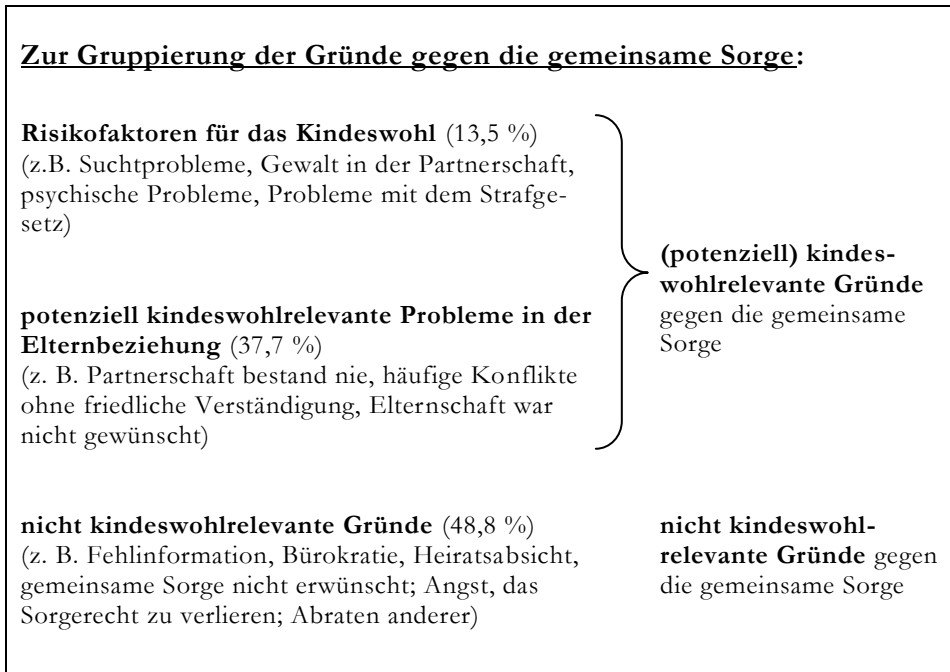 Zur Gruppierung der Gründe gegen die gemeinsame Sorge:
Risikofaktoren für das Kindeswohl (13,5 %)
(z.B. Suchtprobleme, Gewalt in der Partnerschaft,
psychische Probleme, Probleme mit dem Strafge-
setz)
potenziell kindeswohlrelevante Probleme in der
Elternbeziehung (37,7 %)
(z. B. Partnerschaft bestand nie, häufige Konflikte
ohne friedliche Verständigung, Elternschaft war
nicht gewünscht)
(potenziell) kindes-
wohlrelevante Gründe
gegen die gemeinsame
Sorge
nicht kindeswohlrelevante Gründe (48,8 %)
(z. B. Fehlinformation, Bürokratie, Heiratsabsicht,
gemeinsame Sorge nicht erwünscht; Angst, das
Sorgerecht zu verlieren; Abraten anderer)
nicht kindeswohl-
relevante Gründe gegen
die gemeinsame Sorge